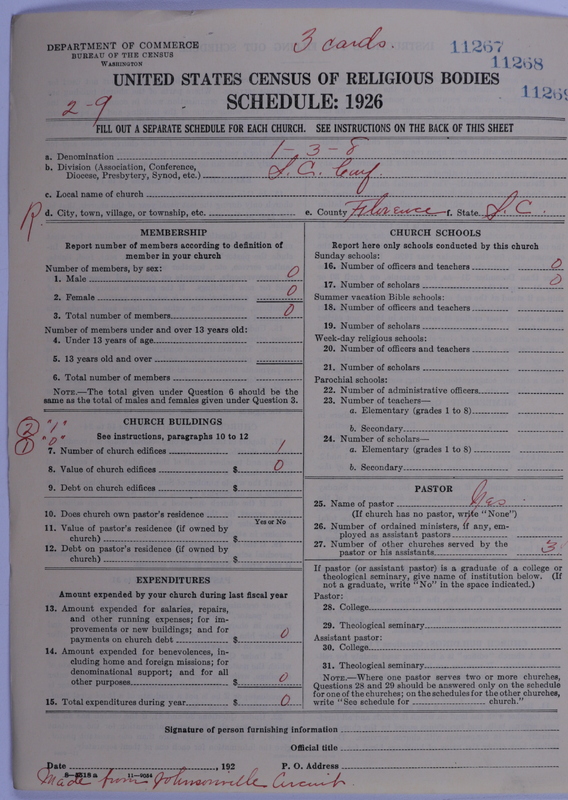 DEPARTMENT OF COMMERCE
BUREAU OF THE CENSUS
WASHINGTON
3 cards.
11267
11268
11269
UNITED STATES CENSUS OF RELIGIOUS BODIES
2-9
SCHEDULE: 1926
FILL OUT A SEPARATE SCHEDULE FOR EACH CHURCH. SEE INSTRUCTIONS ON THE BACK OF THIS SHEET
a. Denomination 1-3-8
b. Division (Association, Conference,
Diocese, Presbytery, Synod, etc.) S.C. Conf.
c. Local name of church
R d. City, town, village, or township, etc. e. County Florence f. State S.C.
MEMBERSHIP
Report number of members according to definition of
member in your church
Number of members, by sex:
1. Male 0
2. Female 0
3. Total number of members 0
Number of members under and over 13 years old:
4. Under 13 years of age
5. 13 years old and over
6. Total number of members
NOTE.—The total given under Question 6 should be the
same as the total of males and females given under Question 3.
CHURCH BUILDINGS
See instructions, paragraphs 10 to 12
2 "1"
1 "0"
7. Number of church edifices 1
8. Value of church edifices $ 0
9. Debt on church edifices $
10. Does church own pastor's residence
Yes or No
11. Value of pastor's residence (if owned by
church) $
12. Debt on pastor's residence (if owned by
church) $
EXPENDITURES
Amount expended by your church during last fiscal year
13. Amount expended for salaries, repairs,
and other running expenses; for im-
provements or new buildings; and for
payments on church debt $ 0
14. Amount expended for benevolences, in-
cluding home and foreign missions; for
denominational support; and for all
other purposes $ 0
15. Total expenditures during year $ 0
CHURCH SCHOOLS
Report here only schools conducted by this church
Sunday schools:
16. Number of officers and teachers 0
17. Number of scholars 0
Summer vacation Bible schools:
18. Number of officers and teachers
19. Number of scholars
Week-day religious schools:
20. Number of officers and teachers
21. Number of scholars
Parochial schools:
22. Number of administrative officers
23. Number of teachers—
a. Elementary (grades 1 to 8)
b. Secondary
24. Number of scholars—
a. Elementary (grades 1 to 8)
b. Secondary
PASTOR
25. Name of pastor Yes
(If church has no pastor, write "None")
26. Number of ordained ministers, if any, em-
ployed as assistant pastors
27. Number of other churches served by the
pastor or his assistants 3
If pastor (or assistant pastor) is a graduate of a college or
theological seminary, give name of institution below. (If
not a graduate, write "No" in the space indicated.)
Pastor:
28. College
29. Theological seminary
Assistant pastor:
30. College
31. Theological seminary
NOTE.—Where one pastor serves two or more churches,
Questions 28 and 29 should be answered only on the schedule
for one of the churches; on the schedules for the other churches,
write "See schedule for church."
Signature of person furnishing information
Official title
Date , 192 P. O. Address
8—5518a 11—9034
Made from Johnsonville Circuit.